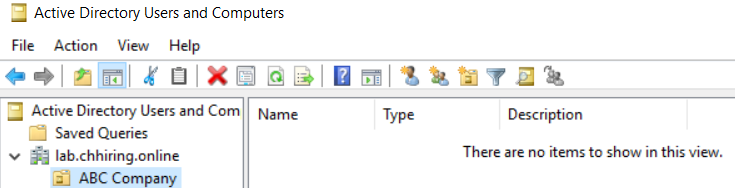 Active Directory Users and Computers
File Action View Help
Active Directory Users and Com
Name Type Description
Saved Queries
There are no items to show in this view.
lab.chhiring.online
ABC Company